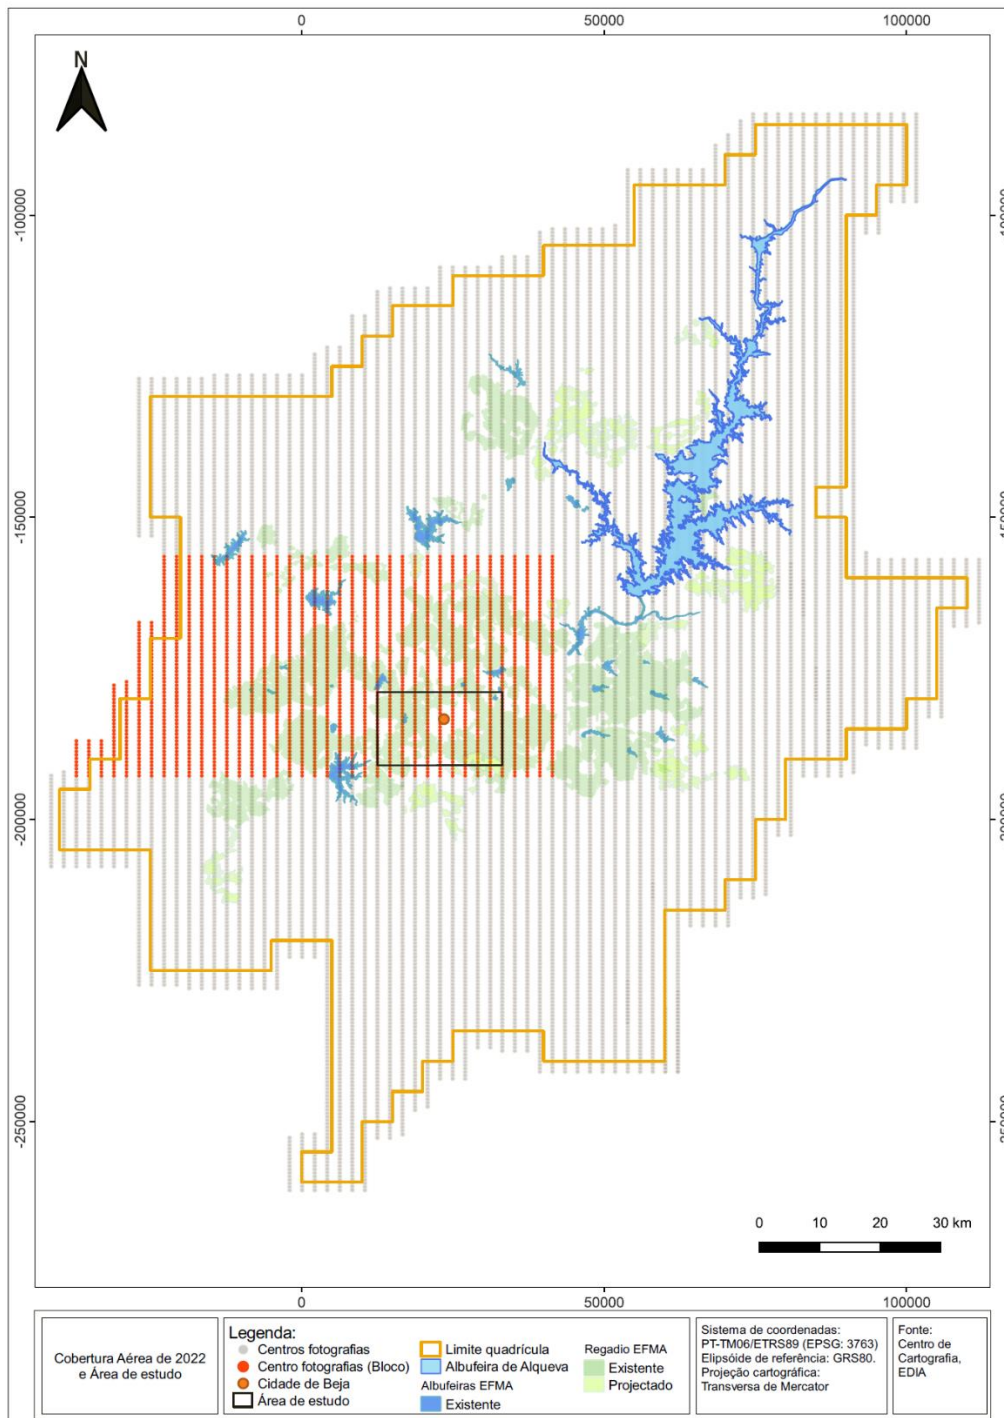 0 50000 100000
N
-100000
-150000
-200000
-250000
0 10 20 30 km
0 50000 100000
Cobertura Aérea de 2022
e Área de estudo
Legenda:
Centros fotografias
Centro fotografias (Bloco)
Cidade de Beja
Área de estudo
Limite quadrícula
Albufeira de Alqueva
Albufeiras EFMA
Existente
Regadio EFMA
Existente
Projectado
Sistema de coordenadas:
PT-TM06/ETRS89 (EPSG: 3763)
Elipsóide de referência: GRS80.
Projeção cartográfica:
Transversa de Mercator
Fonte:
Centro de
Cartografia,
EDIA